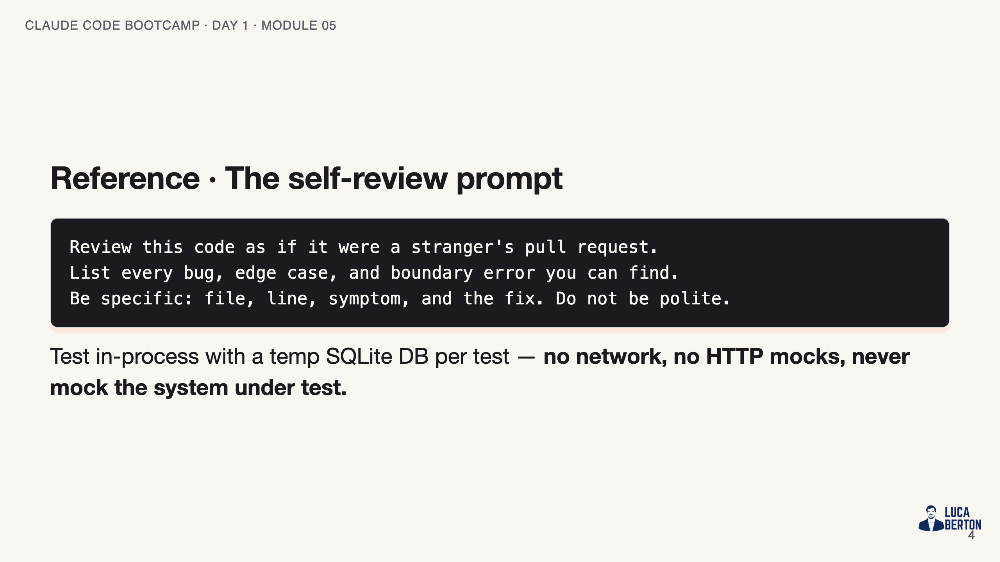 CLAUDE CODE BOOTCAMP · DAY 1 · MODULE 05
Reference · The self-review prompt
Review this code as if it were a stranger's pull request.
List every bug, edge case, and boundary error you can find.
Be specific: file, line, symptom, and the fix. Do not be polite.
Test in-process with a temp SQLite DB per test — no network, no HTTP mocks, never
mock the system under test.
LUCA
BERTON
4